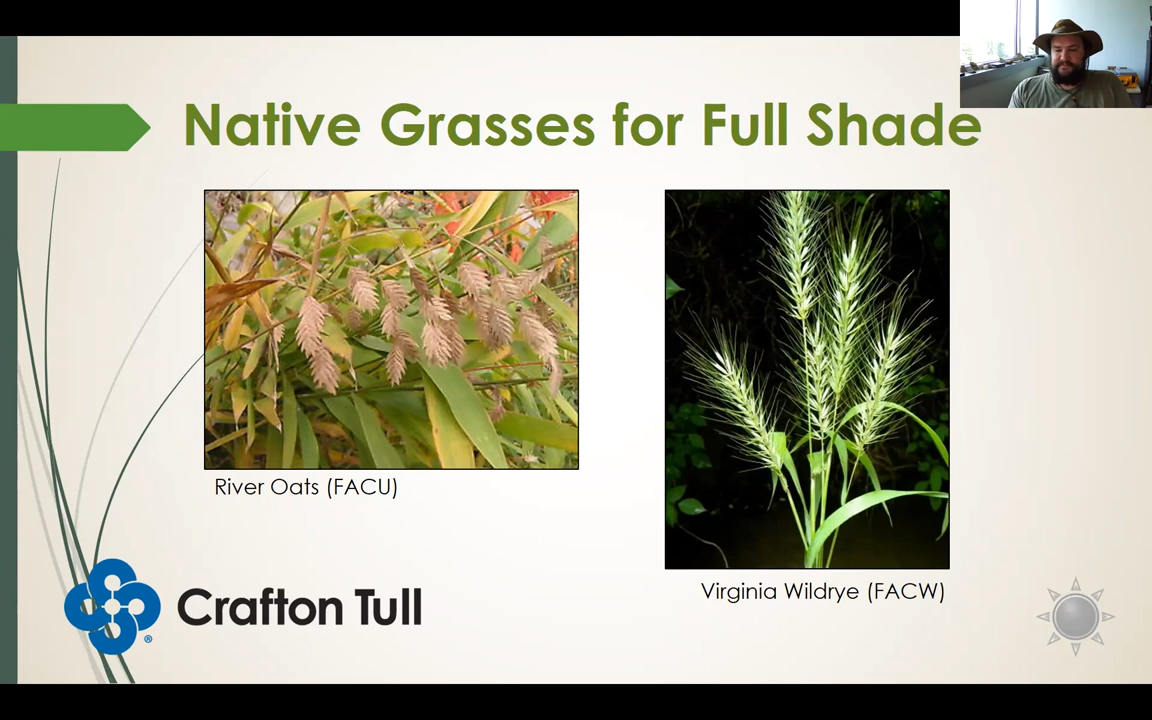 Native Grasses for Full Shade
River Oats (FACU)
Virginia Wildrye (FACW)
Crafton Tull
®